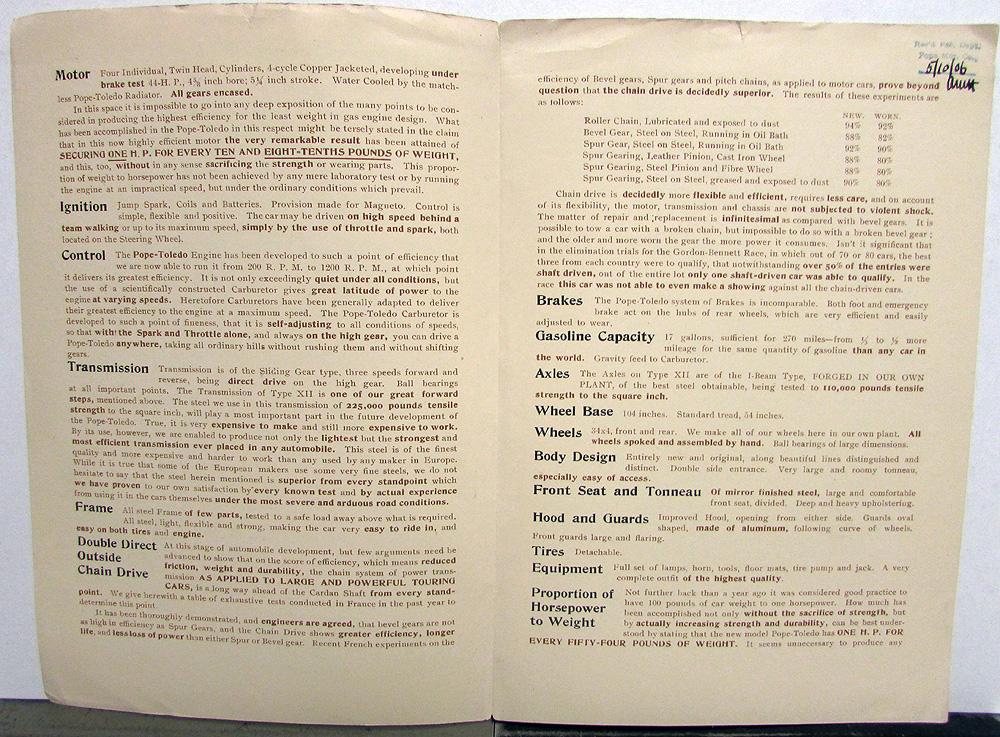 Motor Four Individual, Twin Head, Cylinders, 4-cycle Copper Jacketed, developing under
brake test 44-H. P., 4⅝ inch bore; 5¼ inch stroke. Water Cooled by the match-
less Pope-Toledo Radiator. All gears encased.
In this space it is impossible to go into any deep exposition of the many points to be con-
sidered in producing the highest efficiency for the least weight in gas engine design. What
has been accomplished in the Pope-Toledo in this respect might be tersely stated in the claim
that in this now highly efficient motor the very remarkable result has been attained of
SECURING ONE H. P. FOR EVERY TEN AND EIGHT-TENTHS POUNDS OF WEIGHT,
and this, too, without in any sense sacrificing the strength or wearing parts. This propor-
tion of weight to horsepower has not been achieved by any mere laboratory test or by running
the engine at an impractical speed, but under the ordinary conditions which prevail.
Ignition Jump Spark, Coils and Batteries. Provision made for Magneto. Control is
simple, flexible and positive. The car may be driven on high speed behind a
team walking or up to its maximum speed, simply by the use of throttle and spark, both
located on the Steering Wheel.
Control The Pope-Toledo Engine has been developed to such a point of efficiency that
we are now able to run it from 200 R. P. M. to 1200 R. P. M., at which point
it delivers its greatest efficiency. It is not only exceedingly quiet under all conditions, but
the use of a scientifically constructed Carburetor gives great latitude of power to the
engine at varying speeds. Heretofore Carburetors have been generally adapted to deliver
their greatest efficiency to the engine at a maximum speed. The Pope-Toledo Carburetor is
developed to such a point of fineness, that it is self-adjusting to all conditions of speeds,
so that with the Spark and Throttle alone, and always on the high gear, you can drive a
Pope-Toledo anywhere, taking all ordinary hills without rushing them and without shifting
gears.
Transmission Transmission is of the Sliding Gear type, three speeds forward and
reverse, being direct drive on the high gear. Ball bearings
at all important points. The Transmission of Type XII is one of our great forward
steps, mentioned above. The steel we use in this transmission of 225,000 pounds tensile
strength to the square inch, will play a most important part in the future development of
the Pope-Toledo. True, it is very expensive to make and still more expensive to work.
By its use, however, we are enabled to produce not only the lightest but the strongest and
most efficient transmission ever placed in any automobile. This steel is of the finest
quality and more expensive and harder to work than any used by any maker in Europe.
While it is true that some of the European makers use some very fine steels, we do not
hesitate to say that the steel herein mentioned is superior from every standpoint which
we have proven to our own satisfaction by every known test and by actual experience
from using it in the cars themselves under the most severe and arduous road conditions.
Frame All steel Frame of few parts, tested to a safe load away above what is required.
All steel, light, flexible and strong, making the car very easy to ride in, and
easy on both tires and engine.
Double Direct Outside Chain Drive At this stage of automobile development, but few arguments need be
advanced to show that on the score of efficiency, which means reduced
friction, weight and durability, the chain system of power trans-
mission AS APPLIED TO LARGE AND POWERFUL TOURING
CARS, is a long way ahead of the Cardan Shaft from every stand-
point. We give herewith a table of exhaustive tests conducted in France in the past year to
determine this point.
It has been thoroughly demonstrated, and engineers are agreed, that bevel gears are not
as high in efficiency as Spur Gears, and the Chain Drive shows greater efficiency, longer
life, and less loss of power than either Spur or Bevel gear. Recent French experiments on the
5/10/06
efficiency of Bevel gears, Spur gears and pitch chains, as applied to motor cars, prove beyond
question that the chain drive is decidedly superior. The results of these experiments are
as follows:
NEW. WORN.
Roller Chain, Lubricated and exposed to dust 94% 92%
Bevel Gear, Steel on Steel, Running in Oil Bath 88% 82%
Spur Gear, Steel on Steel, Running in Oil Bath 92% 90%
Spur Gearing, Leather Pinion, Cast Iron Wheel 88% 80%
Spur Gearing, Steel Pinion and Fibre Wheel 88% 80%
Spur Gearing, Steel on Steel, greased and exposed to dust 90% 80%
Chain drive is decidedly more flexible and efficient, requires less care, and on account
of its flexibility, the motor, transmission and chassis are not subjected to violent shock.
The matter of repair and replacement is infinitesimal as compared with bevel gears. It is
possible to tow a car with a broken chain, but impossible to do so with a broken bevel gear;
and the older and more worn the gear the more power it consumes. Isn't it significant that
in the elimination trials for the Gordon-Bennett Race, in which out of 70 or 80 cars, the best
three from each country were to qualify, that notwithstanding over 50% of the entries were
shaft driven, out of the entire lot only one shaft-driven car was able to qualify. In the
race this car was not able to even make a showing against all the chain-driven cars.
Brakes The Pope-Toledo system of Brakes is incomparable. Both foot and emergency
brake act on the hubs of rear wheels, which are very efficient and easily
adjusted to wear.
Gasoline Capacity 17 gallons, sufficient for 270 miles—from ⅓ to ½ more
mileage for the same quantity of gasoline than any car in
the world. Gravity feed to Carburetor.
Axles The Axles on Type XII are of the I-Beam Type, FORGED IN OUR OWN
PLANT, of the best steel obtainable, being tested to 110,000 pounds tensile
strength to the square inch.
Wheel Base 104 inches. Standard tread, 54 inches.
Wheels 34x4, front and rear. We make all of our wheels here in our own plant. All
wheels spoked and assembled by hand. Ball bearings of large dimensions.
Body Design Entirely new and original, along beautiful lines distinguished and
distinct. Double side entrance. Very large and roomy tonneau,
especially easy of access.
Front Seat and Tonneau Of mirror finished steel, large and comfortable
front seat, divided. Deep and heavy upholstering.
Hood and Guards Improved Hood, opening from either side. Guards oval
shaped, made of aluminum, following curve of wheels.
Front guards large and flaring.
Tires Detachable.
Equipment Full set of lamps, horn, tools, floor mats, tire pump and jack. A very
complete outfit of the highest quality.
Proportion of Horsepower to Weight Not further back than a year ago it was considered good practice to
have 100 pounds of car weight to one horsepower. How much has
been accomplished not only without the sacrifice of strength, but
by actually increasing strength and durability, can be best under-
stood by stating that the new model Pope-Toledo has ONE H. P. FOR
EVERY FIFTY-FOUR POUNDS OF WEIGHT. It seems unnecessary to produce any